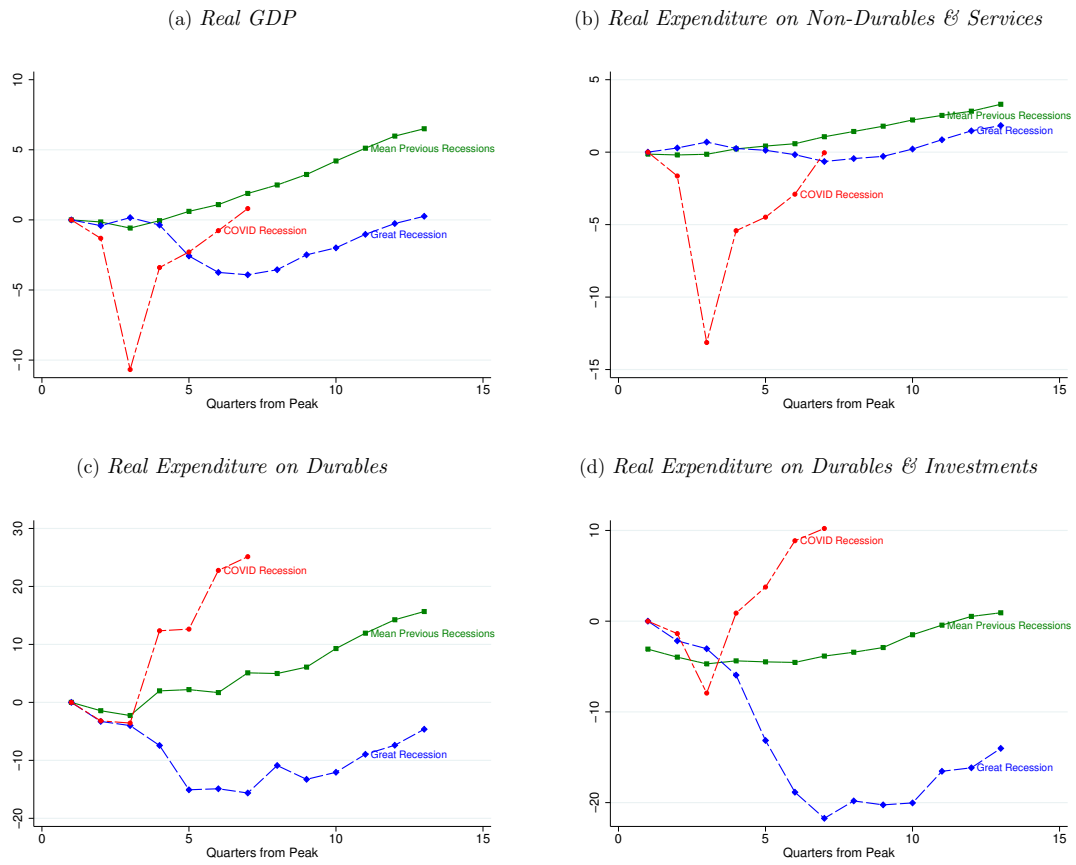 (a) Real GDP
10
5
0
−5
−10
Mean Previous Recessions
COVID Recession
Great Recession
0 5 10 15
Quarters from Peak
(b) Real Expenditure on Non-Durables & Services
5
0
−5
−10
−15
Mean Previous Recessions
Great Recession
COVID Recession
0 5 10 15
Quarters from Peak
(c) Real Expenditure on Durables
30
20
10
0
−10
−20
COVID Recession
Mean Previous Recessions
Great Recession
0 5 10 15
Quarters from Peak
(d) Real Expenditure on Durables & Investments
10
0
−10
−20
COVID Recession
Mean Previous Recessions
Great Recession
0 5 10 15
Quarters from Peak